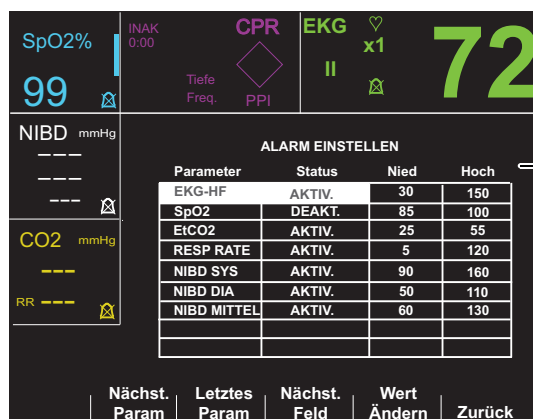 SpO2%
99
INAK
0:00
CPR
Tiefe
Freq.
PPI
EKG
x1
II
72
NIBD mmHg
--- 
---
---
CO2 mmHg
---
RR ---
ALARM EINSTELLEN
Parameter Status Nied Hoch
EKG-HF AKTIV. 30 150
SpO2 DEAKT. 85 100
EtCO2 AKTIV. 25 55
RESP RATE AKTIV. 5 120
NIBD SYS AKTIV. 90 160
NIBD DIA AKTIV. 50 110
NIBD MITTEL AKTIV. 60 130
Nächst. Param
Letztes Param
Nächst. Feld
Wert Ändern
Zurück